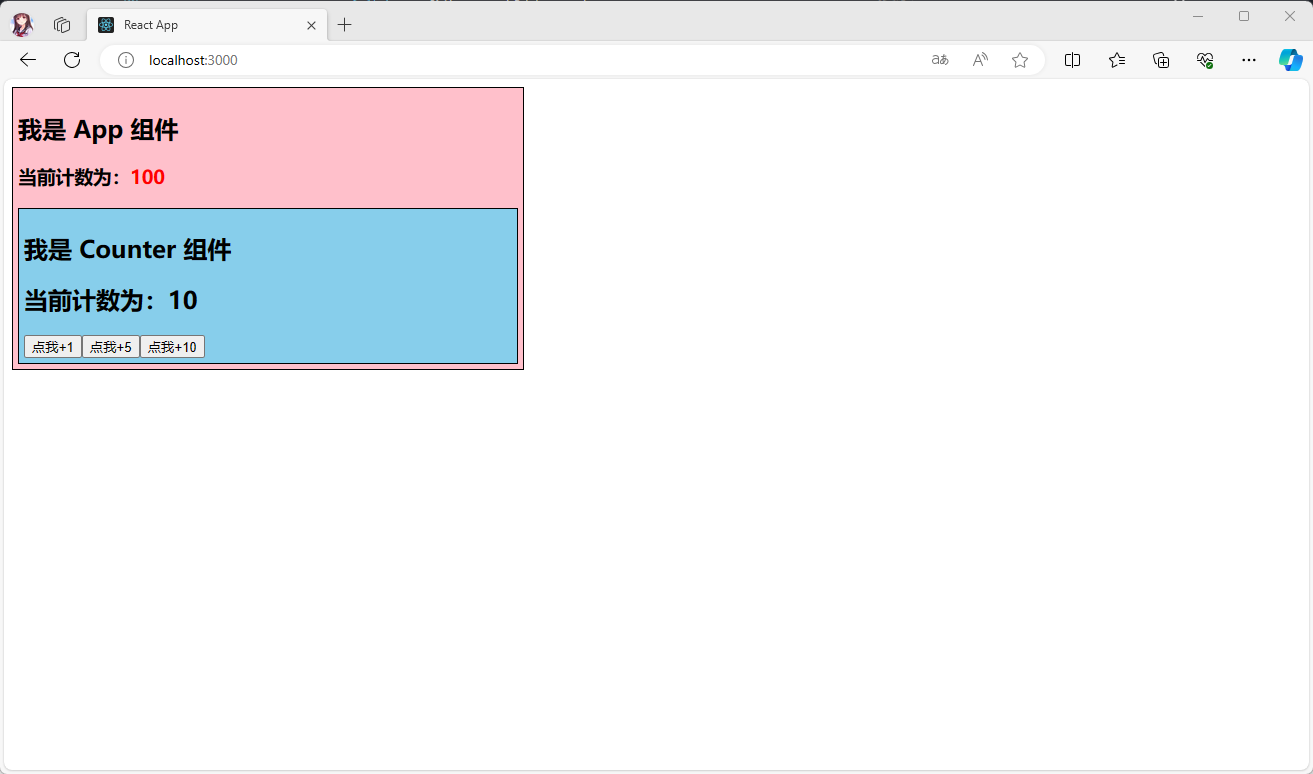 React App
localhost:3000
我是 App 组件
当前计数为：100
我是 Counter 组件
当前计数为：10
点我+1 点我+5 点我+10